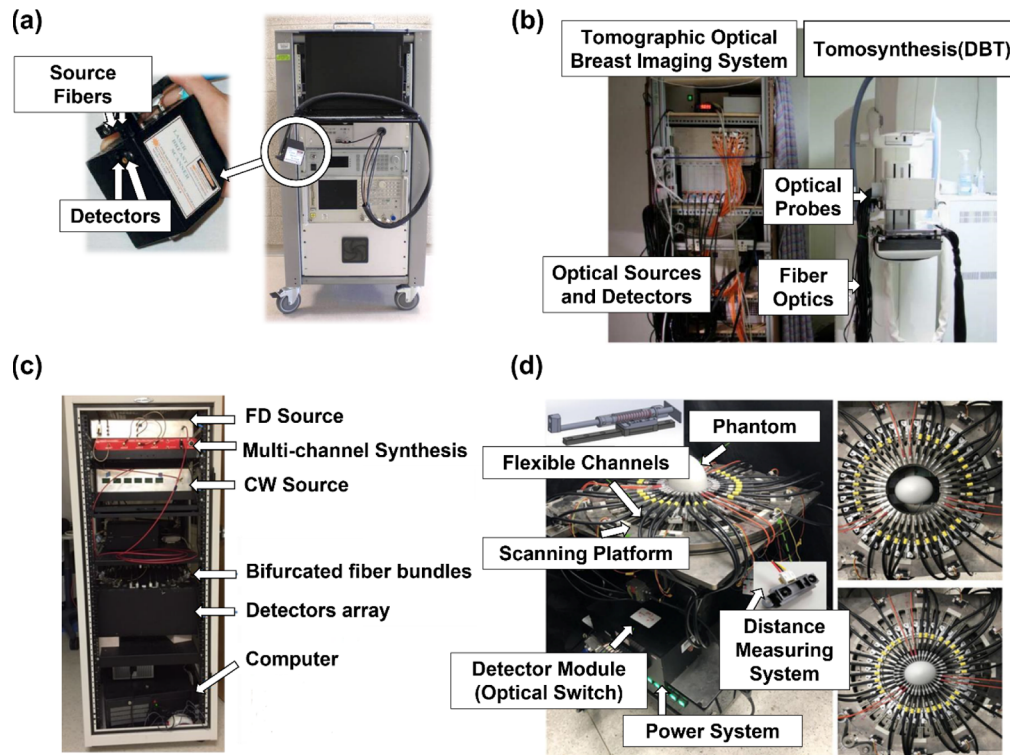 (a)
Source
Fibers
Detectors
(b)
Tomographic Optical
Breast Imaging System
Tomosynthesis(DBT)
Optical
Probes
Optical Sources
and Detectors
Fiber
Optics
(c)
FD Source
Multi-channel Synthesis
CW Source
Bifurcated fiber bundles
Detectors array
Computer
(d)
Phantom
Flexible Channels
Scanning Platform
Distance
Measuring
System
Detector Module
(Optical Switch)
Power System